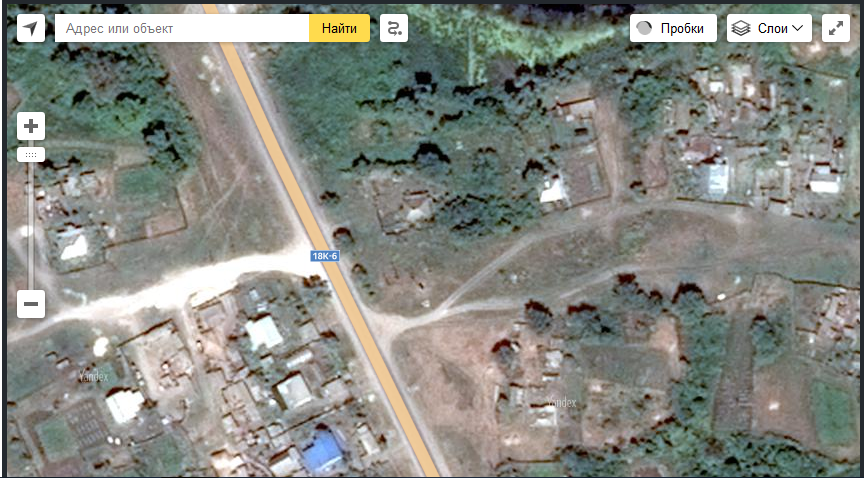 Адрес или объект
Найти
Пробки
Слои
18К-6
Yandex
Yandex